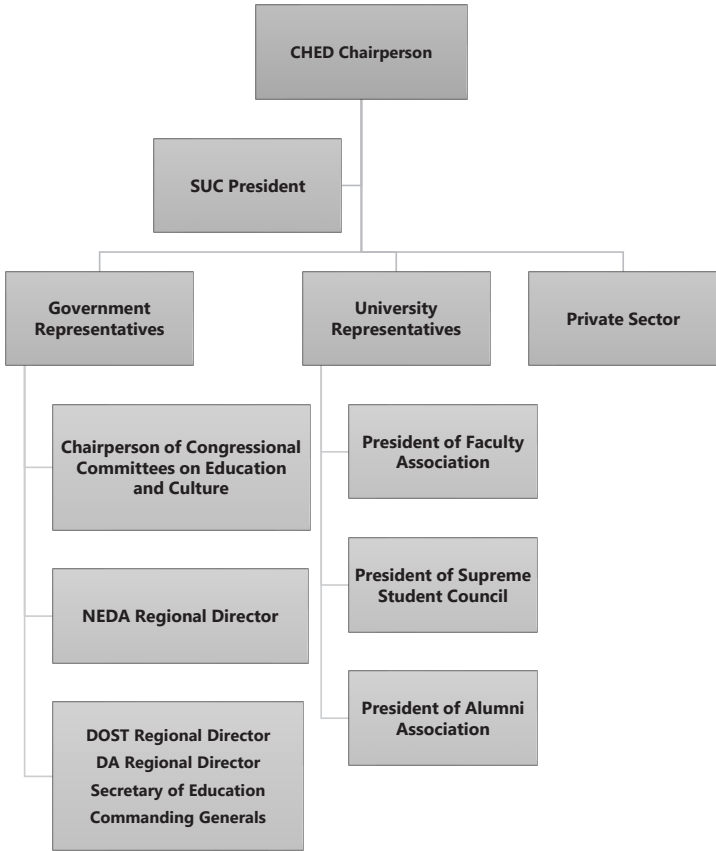 CHED Chairperson
SUC President
Government
Representatives
University
Representatives
Private Sector
Chairperson of Congressional
Committees on Education
and Culture
NEDA Regional Director
DOST Regional Director
DA Regional Director
Secretary of Education
Commanding Generals
President of Faculty
Association
President of Supreme
Student Council
President of Alumni
Association